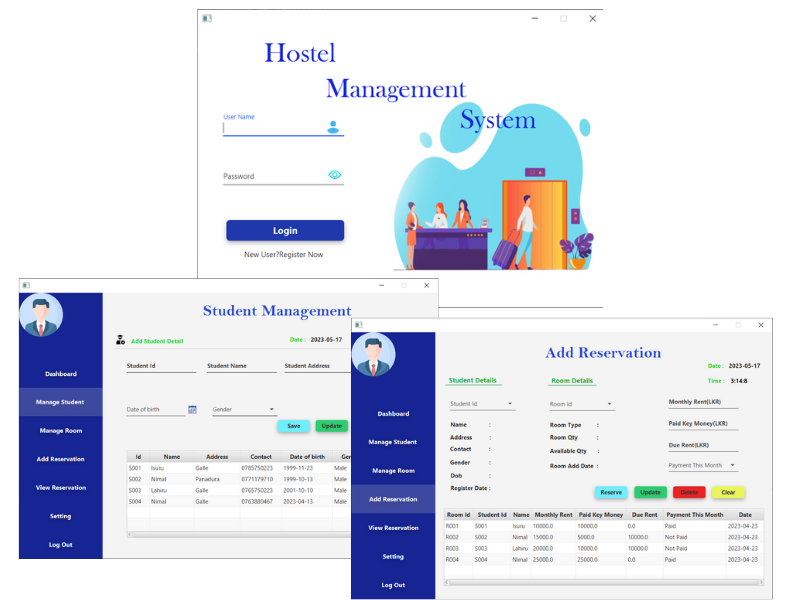 Hostel
Management
System
User Name
Password
Login
New User?Register Now
Student Management
Add Student Detail
Date : 2023-05-17
Student Id Student Name Student Address
Date of birth Gender
Save Update
Dashboard
Manage Student
Manage Room
Add Reservation
View Reservation
Setting
Log Out
Id Name Address Contact Date of birth
S001 Isuru Galle 0765750223 1999-11-23 Male
S002 Nimal Panadura 0771179710 1999-10-13 Male
S003 Lahiru Galle 0765750223 2001-10-10 Male
S004 Nimal Galle 0763880467 2023-04-13 Male
Add Reservation
Date : 2023-05-17
Time : 3:14:8
Student Details Room Details
Student Id Room Id Monthly Rent(LKR)
Name : Room Type : Paid Key Money(LKR)
Address : Room Qty :
Contact : Available Qty : Due Rent(LKR)
Gender : Room Add Date : Payment This Month
Dob :
Register Date :
Reserve Update Delete Clear
Dashboard
Manage Student
Manage Room
Add Reservation
View Reservation
Setting
Log Out
Room Id Student Id Name Monthly Rent Paid Key Money Due Rent Payment This Month Date
R001 S001 Isuru 10000.0 10000.0 0.0 Paid 2023-04-23
R002 S002 Nimal 15000.0 5000.0 10000.0 Not Paid 2023-04-23
R003 S003 Lahiru 20000.0 10000.0 10000.0 Not Paid 2023-04-23
R004 S004 Nimal 25000.0 25000.0 0.0 Paid 2023-04-23